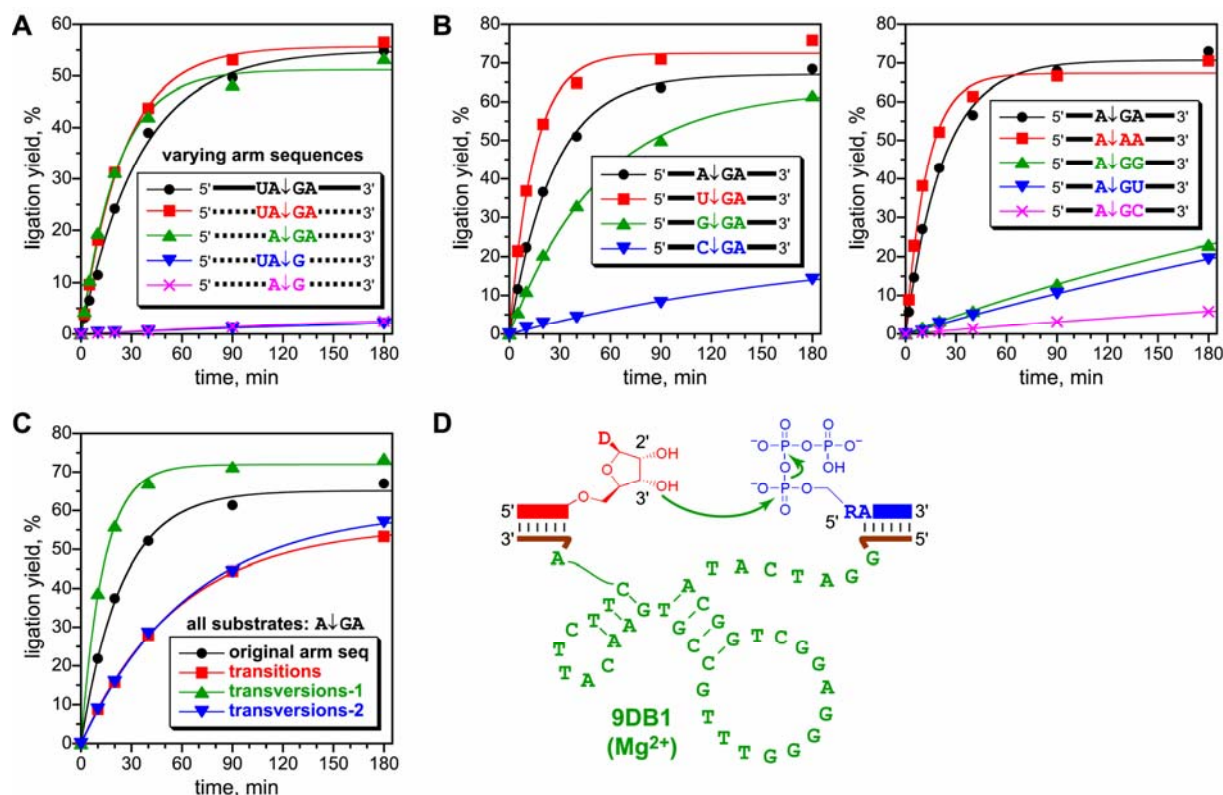 A
ligation yield, %
60
50
40
30
20
10
0
varying arm sequences
5' UA↓GA 3'
5' UA↓GA 3'
5' A↓GA 3'
5' UA↓G 3'
5' A↓G 3'
0 30 60 90 120 150 180
time, min
B
ligation yield, %
80
70
60
50
40
30
20
10
0
5' A↓GA 3'
5' U↓GA 3'
5' G↓GA 3'
5' C↓GA 3'
0 30 60 90 120 150 180
time, min
ligation yield, %
80
70
60
50
40
30
20
10
0
5' A↓GA 3'
5' A↓AA 3'
5' A↓GG 3'
5' A↓GU 3'
5' A↓GC 3'
0 30 60 90 120 150 180
time, min
C
ligation yield, %
80
70
60
50
40
30
20
10
0
all substrates: A↓GA
original arm seq
transitions
transversions-1
transversions-2
0 30 60 90 120 150 180
time, min
D
D 2' OH
O
3' OH
O
O O
⁻O P O P O⁻
O OH
⁻O P O
O
5' RA 3'
5'
3' 5'
A C G T A T A C T A G G
T T A A C G G T C G G A G G G G T T T G C C G
C T T A C A
9DB1
(Mg²⁺)